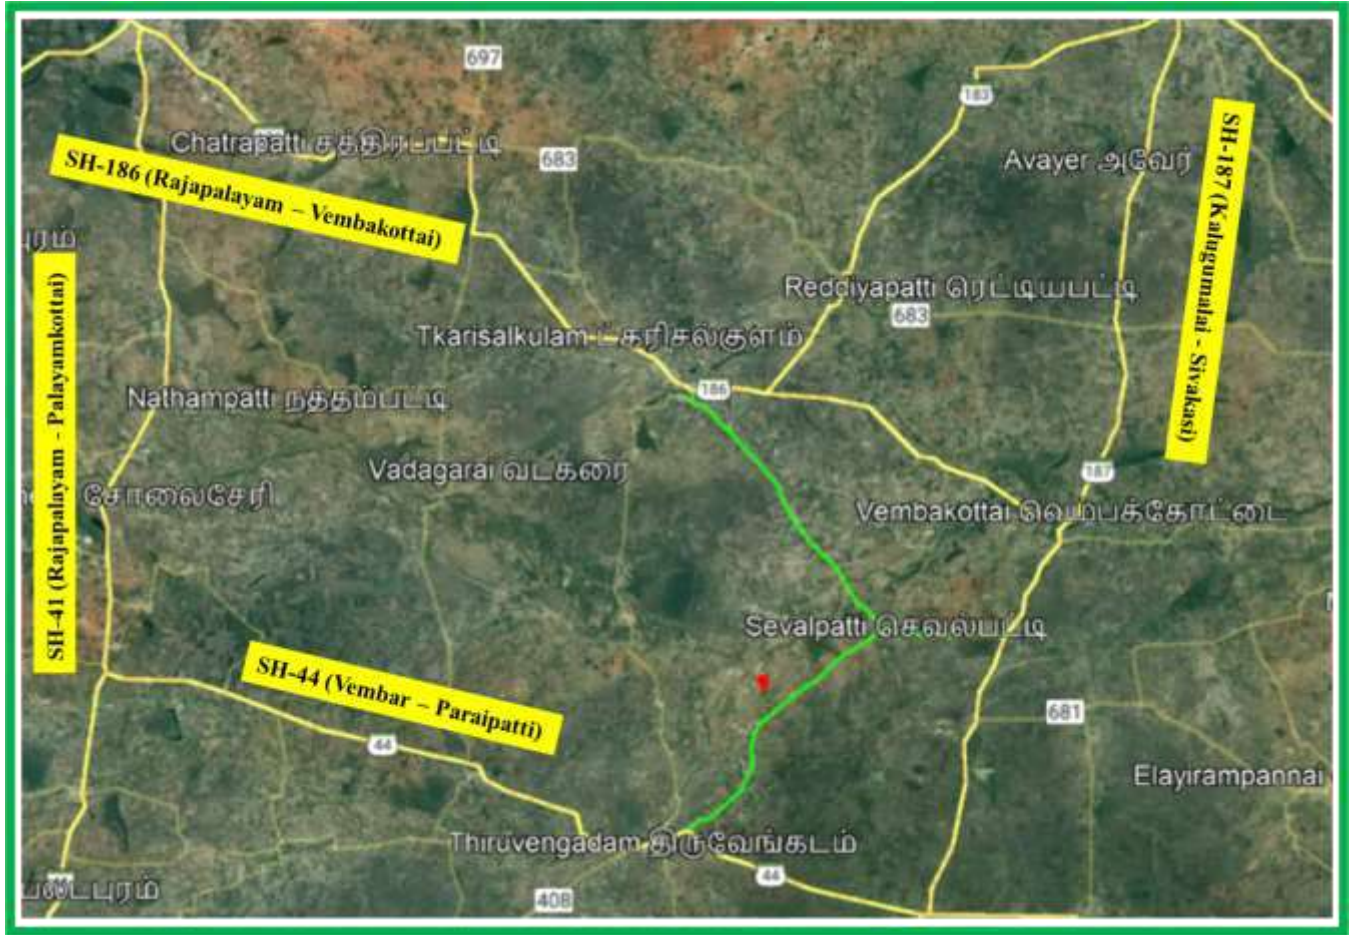 697
183
Chatrapatti சத்திரப்பட்டி
683
Avayer அவேர்
SH-186 (Rajapalayam – Vembakottai)
SH-187 (Kalugumalai - Sivakasi)
புரம்
SH-41 (Rajapalayam - Palayamkottai)
Reddiyapatti ரெட்டியபட்டி
683
Tkarisalkulam ட்கரிசல்குளம்
186
Nathampatti நத்தம்பட்டி
Vadagarai வடகரை
187
சோலைசேரி
Vembakottai வெம்பக்கோட்டை
Sevalpatti செவல்பட்டி
SH-44 (Vembar – Paraipatti)
681
44
Elayirampannai
Thiruvengadam திருவேங்கடம்
44
408